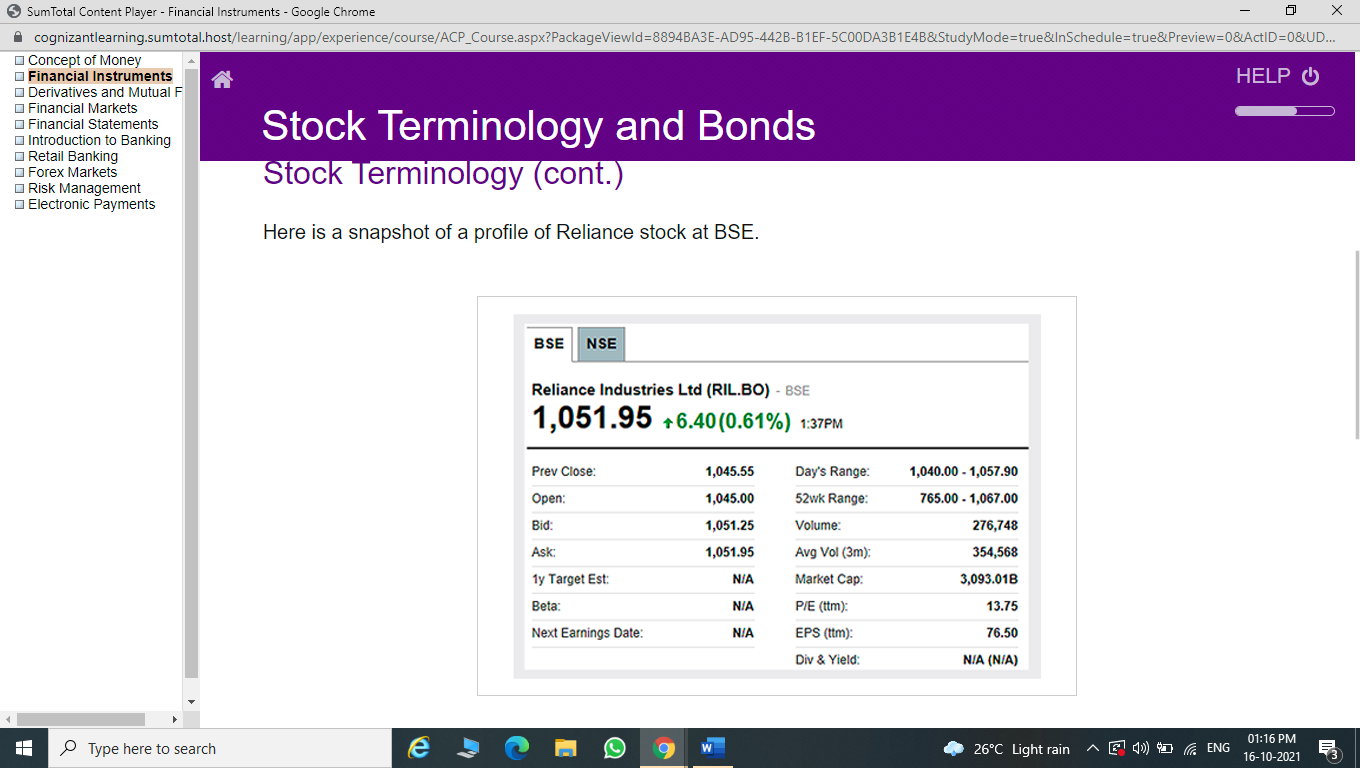 SumTotal Content Player - Financial Instruments - Google Chrome
cognizantlearning.sumtotal.host/learning/app/experience/course/ACP_Course.aspx?PackageViewId=8894BA3E-AD95-442B-B1EF-5C00DA3B1E4B&StudyMode=true&InSchedule=true&Preview=0&ActID=0&UD...
Concept of Money
Financial Instruments
Derivatives and Mutual F
Financial Markets
Financial Statements
Introduction to Banking
Retail Banking
Forex Markets
Risk Management
Electronic Payments
HELP
Stock Terminology and Bonds
Stock Terminology (cont.)
Here is a snapshot of a profile of Reliance stock at BSE.
BSE NSE
Reliance Industries Ltd (RIL.BO) - BSE
1,051.95 6.40(0.61%) 1:37PM
Prev Close: 1,045.55 Day's Range: 1,040.00 - 1,057.90
Open: 1,045.00 52wk Range: 765.00 - 1,067.00
Bid: 1,051.25 Volume: 276,748
Ask: 1,051.95 Avg Vol (3m): 354,568
1y Target Est: N/A Market Cap: 3,093.01B
Beta: N/A P/E (ttm): 13.75
Next Earnings Date: N/A EPS (ttm): 76.50
Div & Yield: N/A (N/A)
Type here to search
26°C Light rain
ENG
01:16 PM
16-10-2021
3